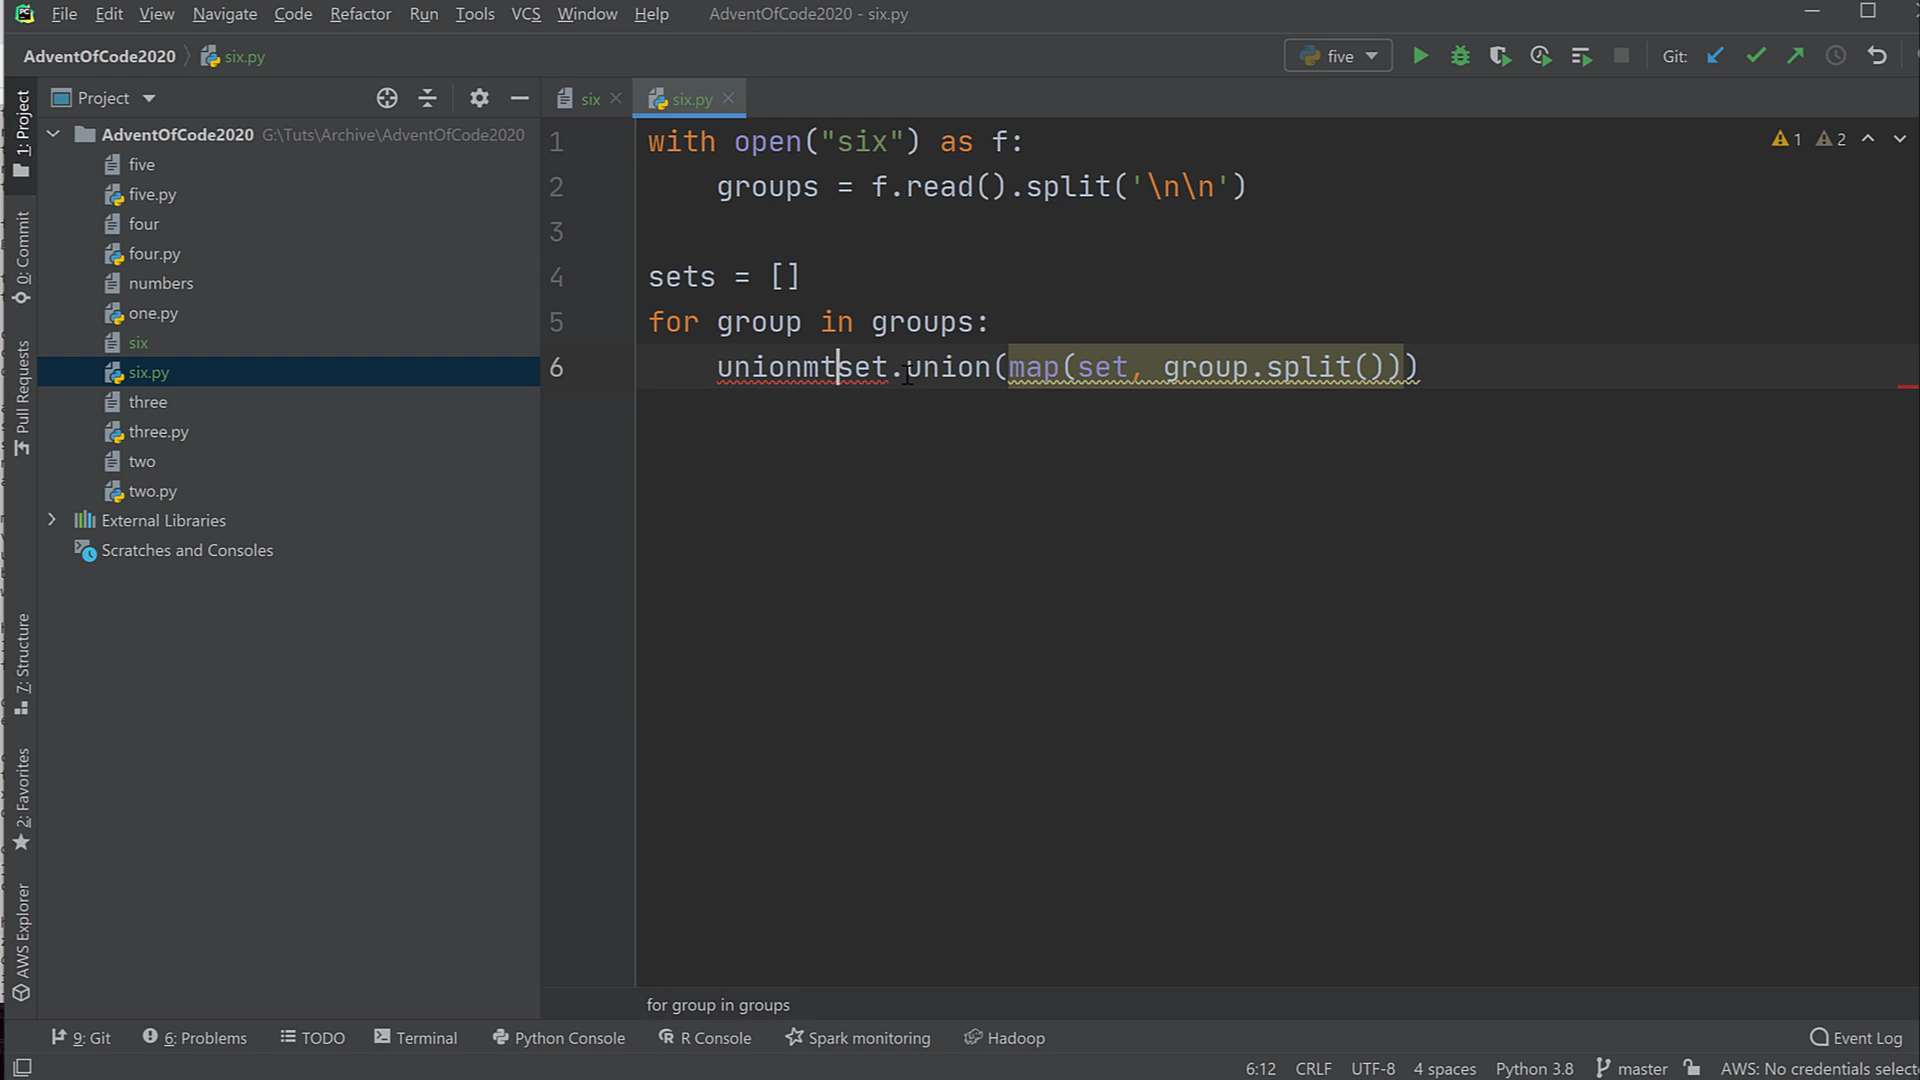 File Edit View Navigate Code Refactor Run Tools VCS Window Help AdventOfCode2020 - six.py
AdventOfCode2020 six.py five Git:
Project six six.py
1: Project
0: Commit
Pull Requests
7: Structure
2: Favorites
AWS Explorer
AdventOfCode2020 G:\Tuts\Archive\AdventOfCode2020
five
five.py
four
four.py
numbers
one.py
six
six.py
three
three.py
two
two.py
External Libraries
Scratches and Consoles
1 with open("six") as f: 1 2
2 groups = f.read().split('\n\n')
3
4 sets = []
5 for group in groups:
6 unionmtset.union(map(set, group.split()))
for group in groups
9: Git 6: Problems TODO Terminal Python Console R Console Spark monitoring Hadoop Event Log
6:12 CRLF UTF-8 4 spaces Python 3.8 master AWS: No credentials select